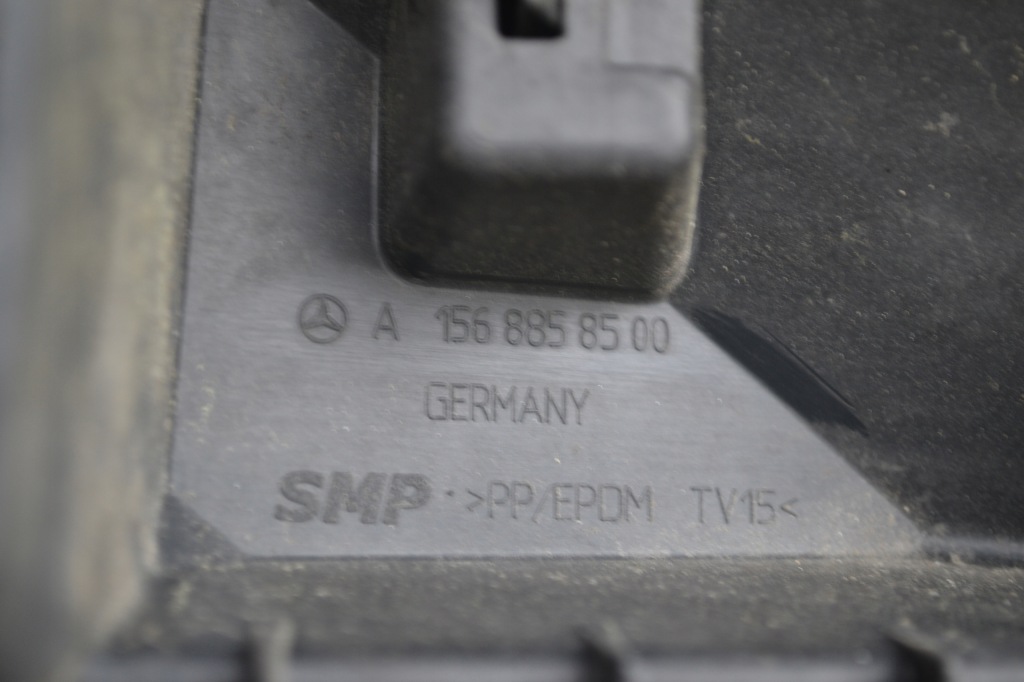 A 156 885 85 00
GERMANY
SMP >PP/EPDM TV15<